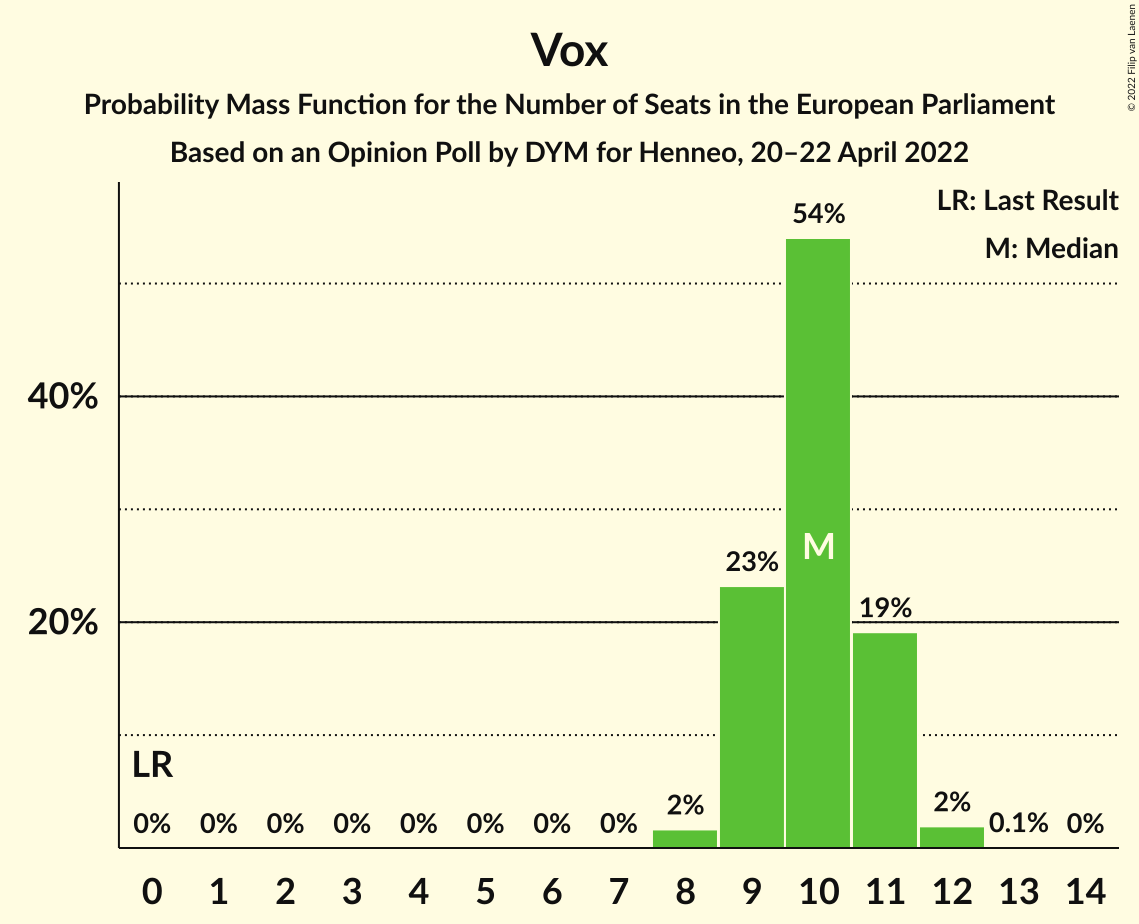 Vox
Probability Mass Function for the Number of Seats in the European Parliament
Based on an Opinion Poll by DYM for Henneo, 20–22 April 2022
© 2022 Filip van Laenen
LR: Last Result
M: Median
54%
40%
M
23%
19%
20%
LR
0% 0% 0% 0% 0% 0% 0% 0% 2% 2% 0.1% 0%
0 1 2 3 4 5 6 7 8 9 10 11 12 13 14